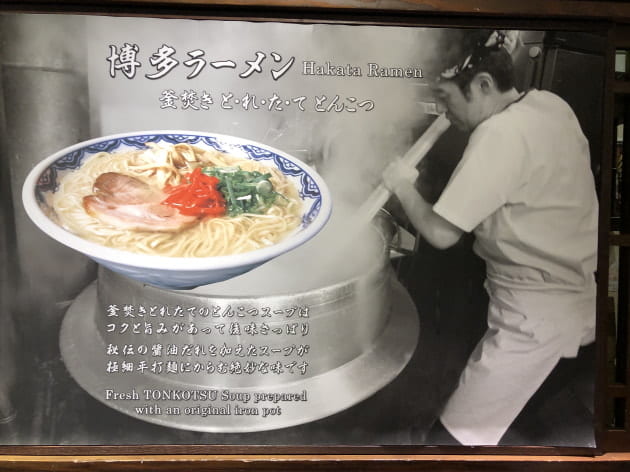 博多ラーメン Hakata Ramen
釜焚き と・れ・た・て とんこつ
釜焚きとれたてのとんこつスープは
コクと旨みがあって後味さっぱり
秘伝の醤油だれを加えたスープが
極細平打麺にからむ絶妙な味です
Fresh TONKOTSU Soup prepared
with an original iron pot